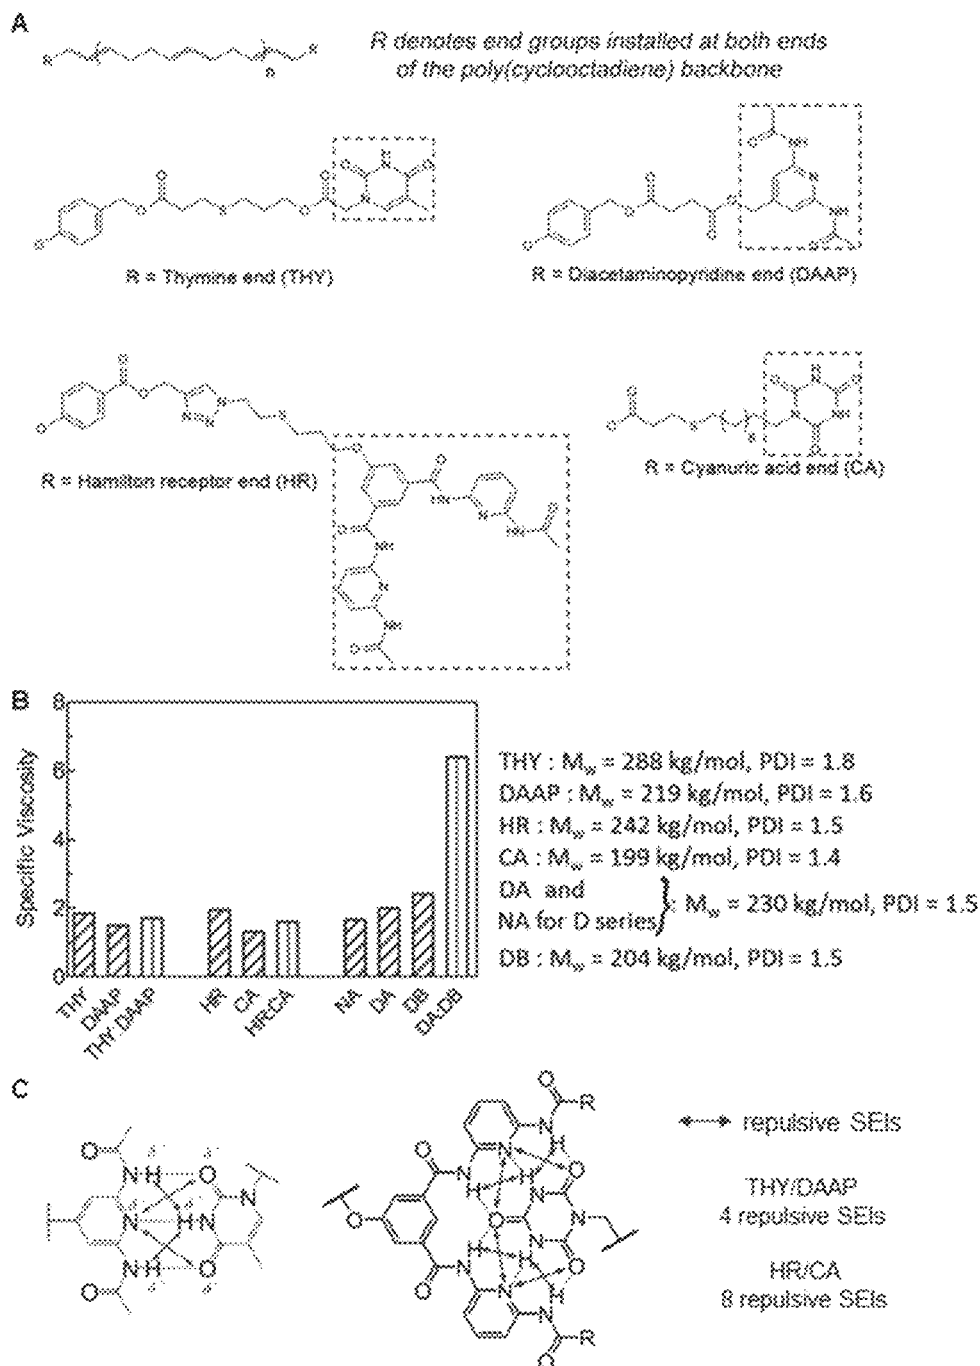 A
R denotes end groups installed at both ends
of the poly(cyclooctadiene) backbone
R
R
n
R = Thymine end (THY)
R = Diacetaminopyridine end (DAAP)
R = Hamilton receptor end (HR)
R = Cyanuric acid end (CA)
B
Specific Viscosity
8
6
4
2
0
THY
DAAP
THY:DAAP
HR
CA
HR:CA
NA
DA
DB
DA:DB
THY : Mw = 288 kg/mol, PDI = 1.8
DAAP : Mw = 219 kg/mol, PDI = 1.6
HR : Mw = 242 kg/mol, PDI = 1.5
CA : Mw = 199 kg/mol, PDI = 1.4
DA and
NA for D series} : Mw = 230 kg/mol, PDI = 1.5
DB : Mw = 204 kg/mol, PDI = 1.5
C
repulsive SEIs
THY/DAAP
4 repulsive SEIs
HR/CA
8 repulsive SEIs